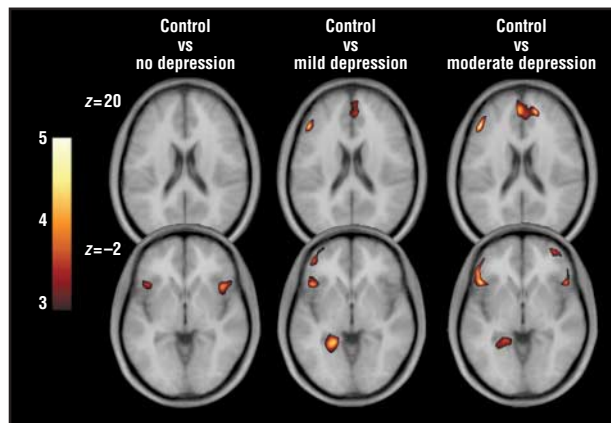 Control
vs
no depression
Control
vs
mild depression
Control
vs
moderate depression
z=20
5
4
3
z=–2